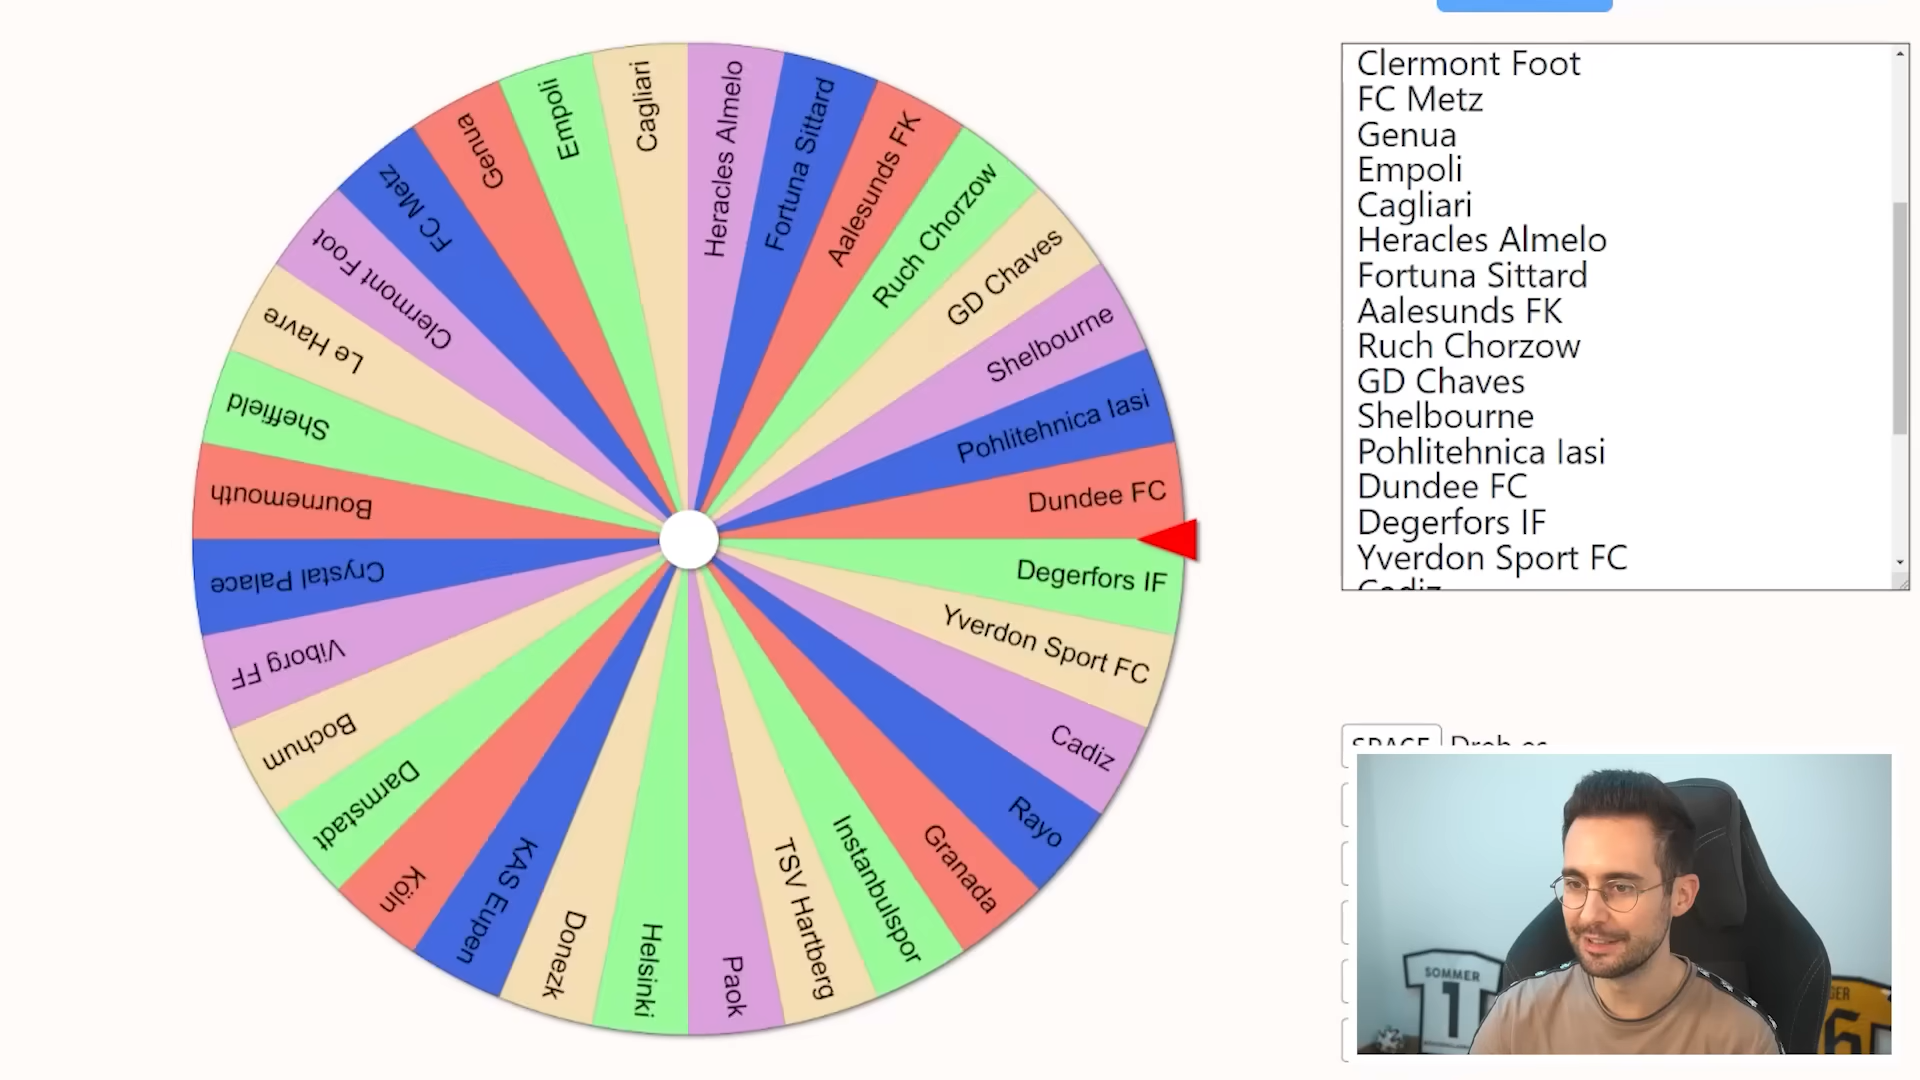 Cagliari
Heracles Almelo
Fortuna Sittard
Aalesunds FK
Ruch Chorzow
GD Chaves
Shelbourne
Pohlitehnica Iasi
Dundee FC
Degerfors IF
Yverdon Sport FC
Cadiz
Rayo
Granada
Instanbulspor
TSV Hartberg
Paok
Helsinki
Donezk
KAS Eupen
Köln
Darmstadt
Bochum
Viborg FF
Crystal Palace
Bournemouth
Sheffield
Le Havre
Clermont Foot
FC Metz
Genua
Empoli
Clermont Foot
FC Metz
Genua
Empoli
Cagliari
Heracles Almelo
Fortuna Sittard
Aalesunds FK
Ruch Chorzow
GD Chaves
Shelbourne
Pohlitehnica Iasi
Dundee FC
Degerfors IF
Yverdon Sport FC
Cadiz
SPACE Dreh es
SOMMER
1